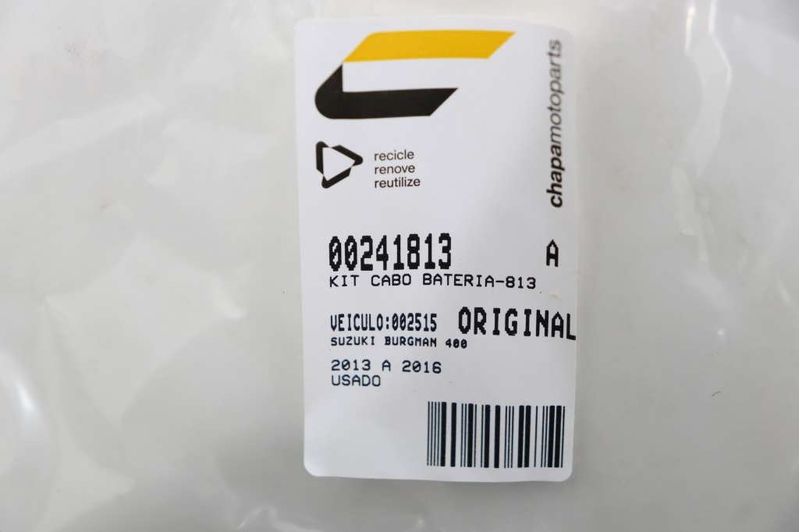 chapamotoparts
recicle
renove
reutilize
00241813 A
KIT CABO BATERIA-813
VEICULO:002515 ORIGINAL
SUZUKI BURGMAN 400
2013 A 2016
USADO